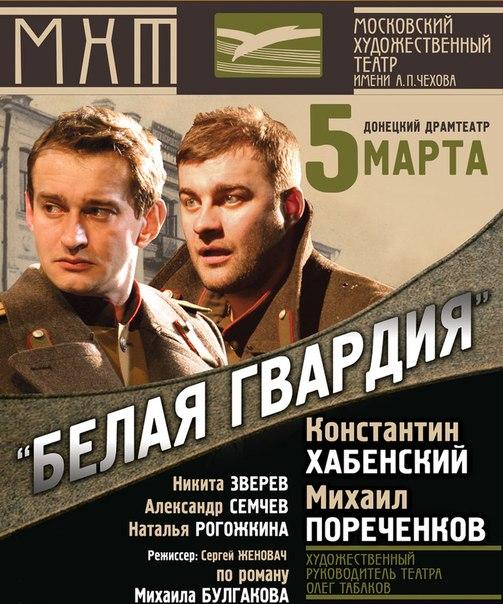 МХТ
МОСКОВСКИЙ
ХУДОЖЕСТВЕННЫЙ
ТЕАТР
ИМЕНИ А.П.ЧЕХОВА
ДОНЕЦКИЙ ДРАМТЕАТР
5 МАРТА
"БЕЛАЯ ГВАРДИЯ"
Константин
ХАБЕНСКИЙ
Михаил
ПОРЕЧЕНКОВ
Никита ЗВЕРЕВ
Александр СЕМЧЕВ
Наталья РОГОЖКИНА
Режиссер: Сергей ЖЕНОВАЧ
по роману
Михаила БУЛГАКОВА
ХУДОЖЕСТВЕННЫЙ
РУКОВОДИТЕЛЬ ТЕАТРА
ОЛЕГ ТАБАКОВ